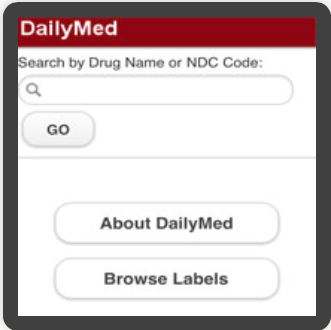 DailyMed
Search by Drug Name or NDC Code:
GO
About DailyMed
Browse Labels